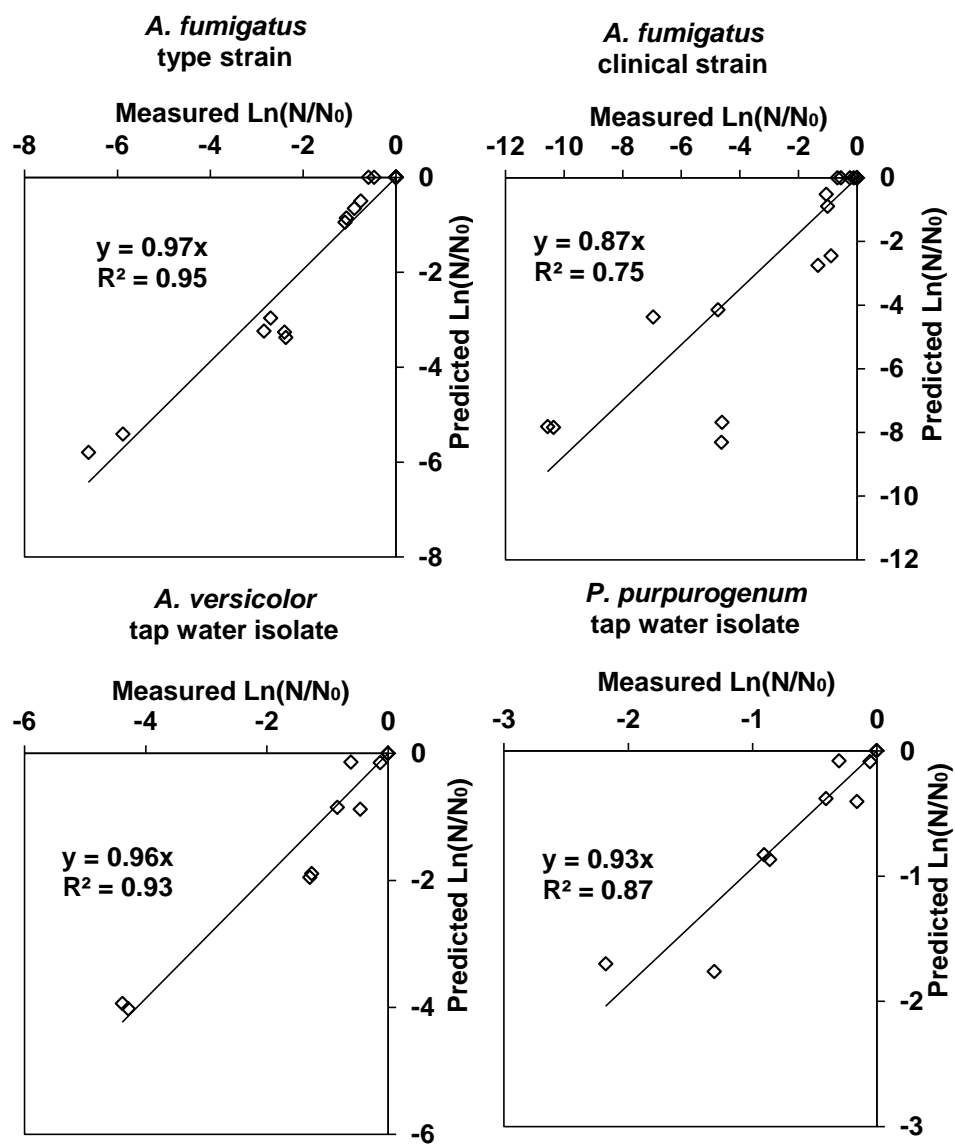 A. fumigatus
type strain
Measured Ln(N/N₀)
-8 -6 -4 -2 0
0
-2
-4
-6
-8
Predicted Ln(N/N₀)
y = 0.97x
R² = 0.95
A. fumigatus
clinical strain
Measured Ln(N/N₀)
-12 -10 -8 -6 -4 -2 0
0
-2
-4
-6
-8
-10
-12
Predicted Ln(N/N₀)
y = 0.87x
R² = 0.75
A. versicolor
tap water isolate
Measured Ln(N/N₀)
-6 -4 -2 0
0
-2
-4
-6
Predicted Ln(N/N₀)
y = 0.96x
R² = 0.93
P. purpurogenum
tap water isolate
Measured Ln(N/N₀)
-3 -2 -1 0
0
-1
-2
-3
Predicted Ln(N/N₀)
y = 0.93x
R² = 0.87